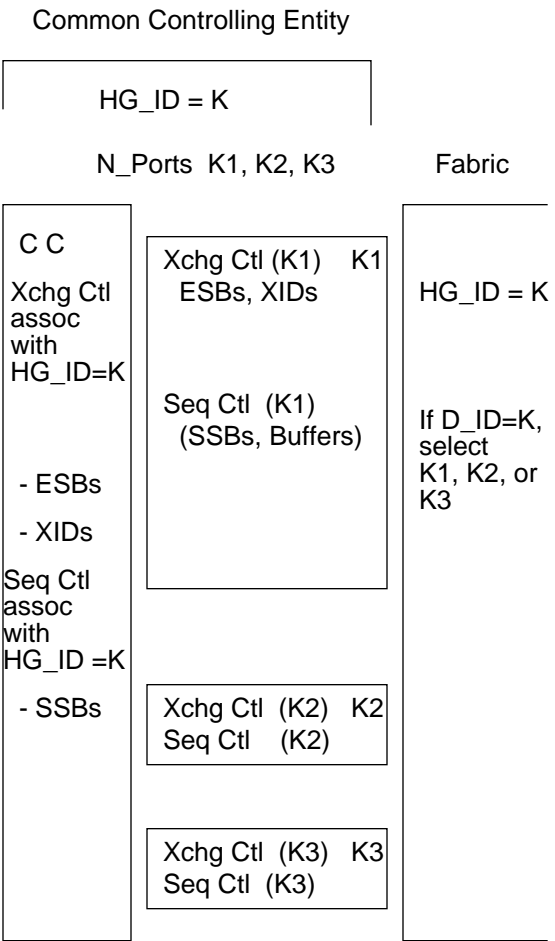 Common Controlling Entity
HG_ID = K
N_Ports K1, K2, K3
Fabric
C C
Xchg Ctl
assoc
with
HG_ID=K
- ESBs
- XIDs
Seq Ctl
assoc
with
HG_ID =K
- SSBs
Xchg Ctl (K1) K1
ESBs, XIDs
Seq Ctl (K1)
(SSBs, Buffers)
Xchg Ctl (K2) K2
Seq Ctl (K2)
Xchg Ctl (K3) K3
Seq Ctl (K3)
HG_ID = K
If D_ID=K,
select
K1, K2, or
K3